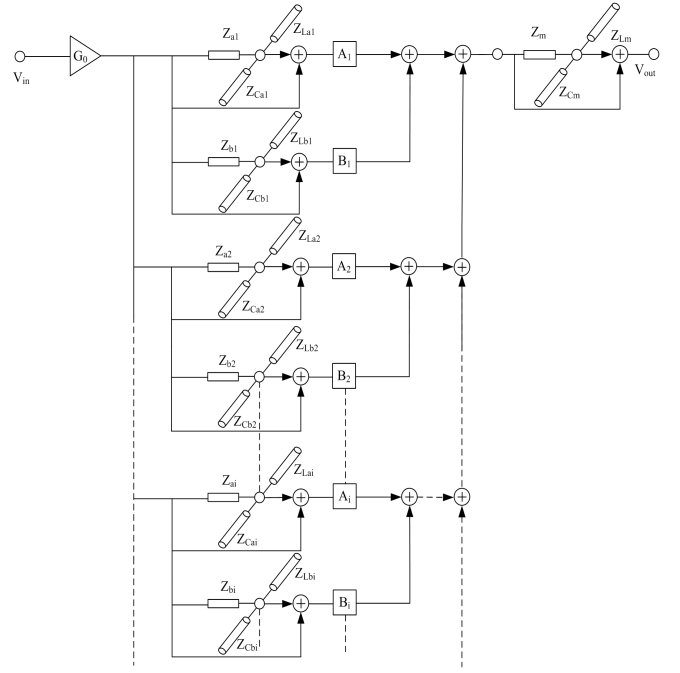 Z_a1
Z_La1
Z_m
Z_Lm
G_0
A_1
V_in
V_out
Z_Ca1
Z_Cm
Z_b1
Z_Lb1
B_1
Z_Cb1
Z_La2
Z_a2
A_2
Z_Ca2
Z_Lb2
Z_b2
B_2
Z_Cb2
Z_Lai
Z_ai
A_i
Z_Cai
Z_Lbi
Z_bi
B_i
Z_Cbi